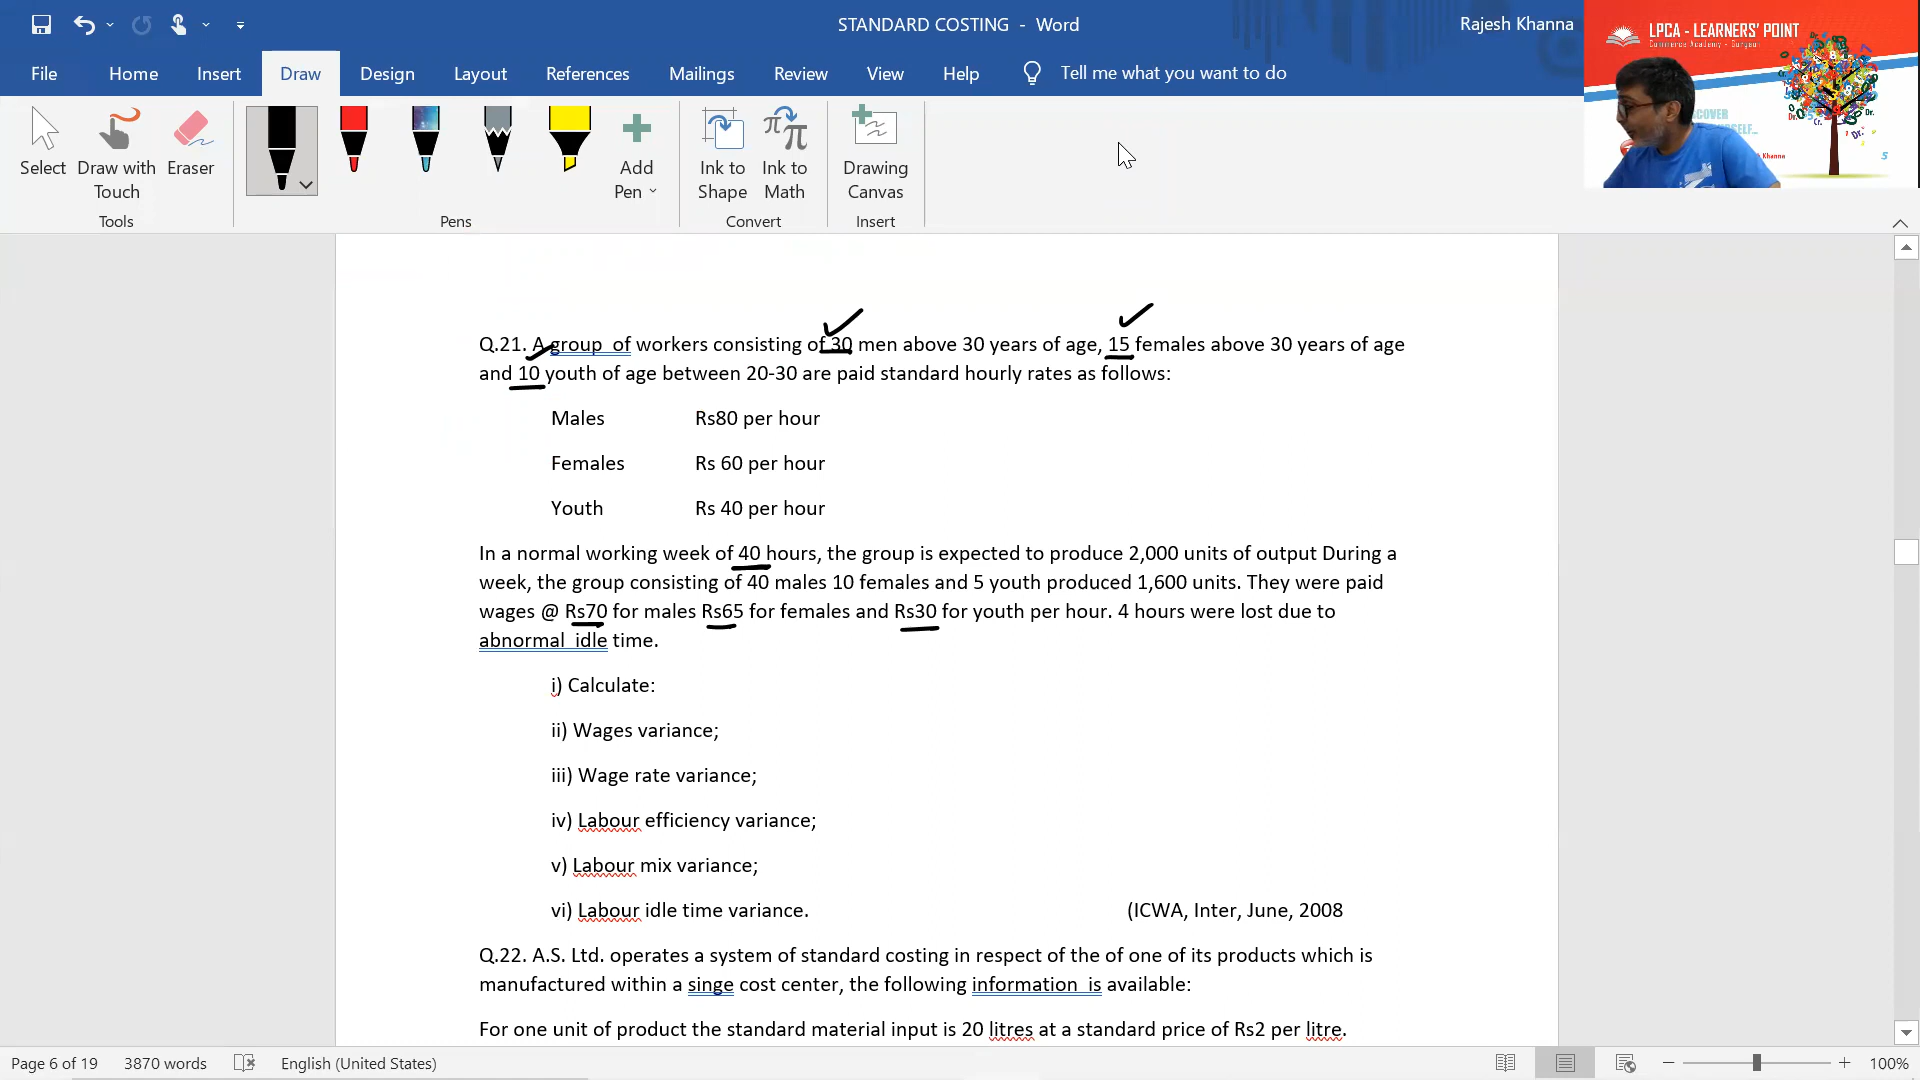 STANDARD COSTING - Word
Rajesh Khanna
LPCA - LEARNERS' POINT
Commerce Academy - Gurgaon
File Home Insert Draw Design Layout References Mailings Review View Help Tell me what you want to do
Select Draw with Touch Eraser Add Pen Ink to Shape Ink to Math Drawing Canvas
Tools Pens Convert Insert
Q.21. A group of workers consisting of 30 men above 30 years of age, 15 females above 30 years of age
and 10 youth of age between 20-30 are paid standard hourly rates as follows:
Males Rs80 per hour
Females Rs 60 per hour
Youth Rs 40 per hour
In a normal working week of 40 hours, the group is expected to produce 2,000 units of output During a
week, the group consisting of 40 males 10 females and 5 youth produced 1,600 units. They were paid
wages @ Rs70 for males Rs65 for females and Rs30 for youth per hour. 4 hours were lost due to
abnormal idle time.
i) Calculate:
ii) Wages variance;
iii) Wage rate variance;
iv) Labour efficiency variance;
v) Labour mix variance;
vi) Labour idle time variance. (ICWA, Inter, June, 2008
Q.22. A.S. Ltd. operates a system of standard costing in respect of the of one of its products which is
manufactured within a singe cost center, the following information is available:
For one unit of product the standard material input is 20 litres at a standard price of Rs2 per litre.
Page 6 of 19 3870 words English (United States) 100%